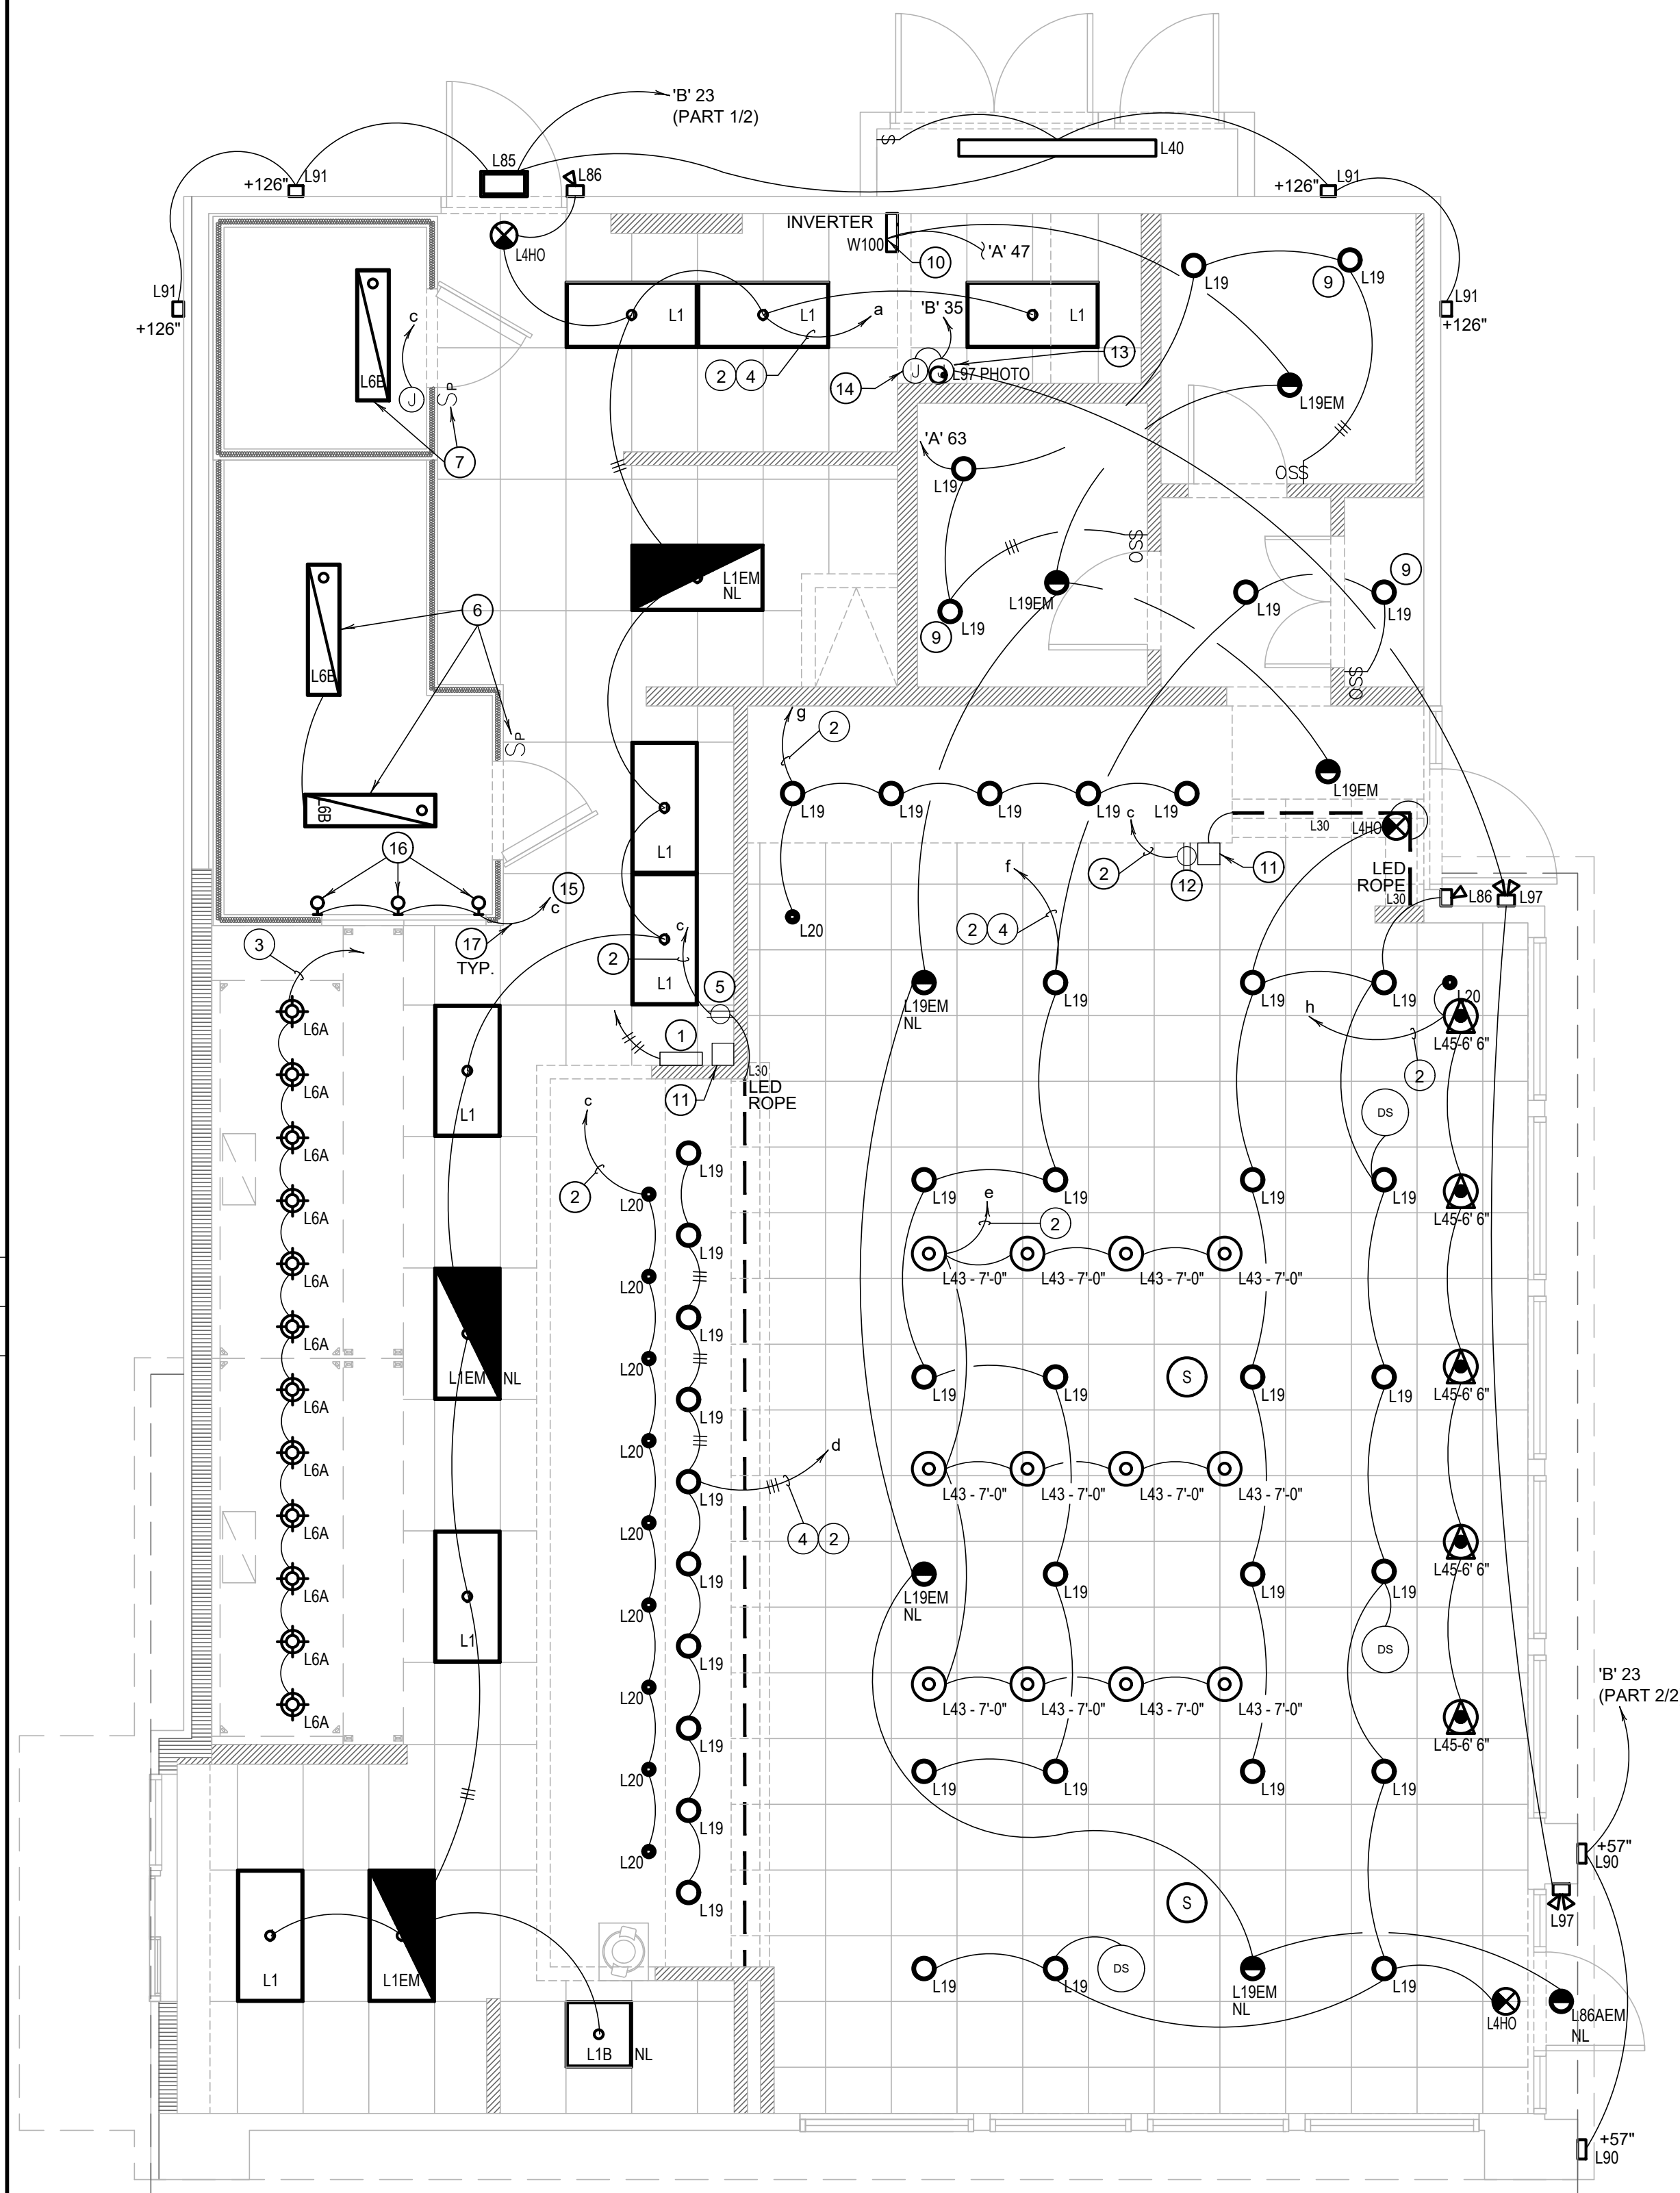 'B' 23
(PART 1/2)
L85
L40
L91
+126"
L86
+126"
L91
L4HO
INVERTER
W100
10
'A' 47
L19
9
L19
L91
+126"
L91
+126"
c
L6B
J
SP
7
L1
L1
a
2
4
'B' 35
L1
13
14
J
J
L97 PHOTO
L19EM
'A' 63
L19
OSS
OSS
L1EM
NL
L19EM
9
L19
L19
9
L19
OSS
6
L6B
SP
L6B
g
2
L19
L19
L19
L19
L19
L19EM
c
2
12
11
L30
L4HO
LED
ROPE
L30
L86
L97
L1
16
15
c
17
TYP.
3
L20
f
2
4
c
2
L1
5
1
11
L30
LED
ROPE
L19EM
NL
L19
L19
L19
L20
h
L45-6' 6"
2
DS
L6A
L6A
L6A
L6A
L6A
L6A
L6A
L6A
L6A
L6A
L6A
L6A
L1
c
2
L20
L20
L20
L20
L20
L20
L20
L20
L20
L19
L19
L19
L19
L19
L19
L19
L19
L19
L19
d
4
2
L19
L19
L19
L19
L45-6' 6"
e
2
L43 - 7'-0"
L43 - 7'-0"
L43 - 7'-0"
L43 - 7'-0"
L1EM
NL
L19
L19
S
L19
L19
L45-6' 6"
L43 - 7'-0"
L43 - 7'-0"
L43 - 7'-0"
L43 - 7'-0"
L1
L19EM
NL
L19
L19
L19
L45-6' 6"
DS
L43 - 7'-0"
L43 - 7'-0"
L43 - 7'-0"
L43 - 7'-0"
L45-6' 6"
'B' 23
(PART 2/2
L19
L19
L19
L19
+57"
L90
S
L97
L1
L1EM
L19
L19
DS
L19EM
NL
L19
L4HO
L86AEM
NL
L1B
NL
+57"
L90